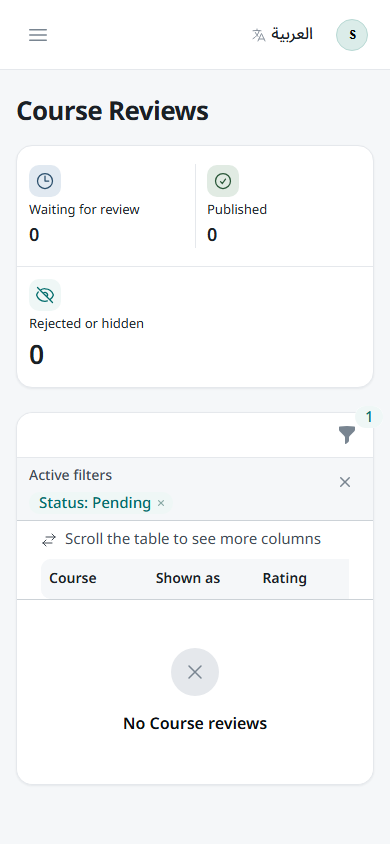 العربية
S
Course Reviews
Waiting for review
0
Published
0
Rejected or hidden
0
1
Active filters
Status: Pending ×
Scroll the table to see more columns
Course Shown as Rating
No Course reviews